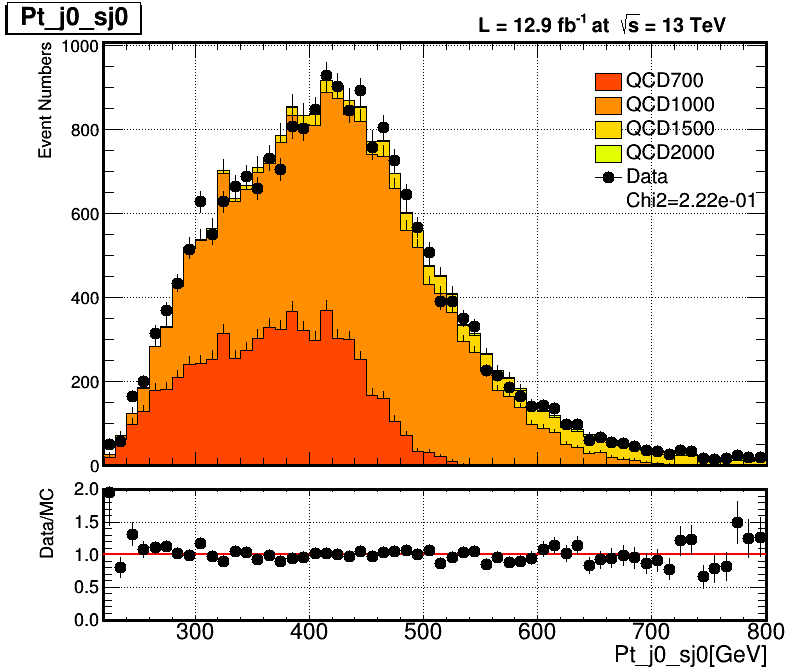 Pt_j0_sj0
L = 12.9 fb-1 at √s = 13 TeV
Event Numbers
1000
800
600
400
200
0
QCD700
QCD1000
QCD1500
QCD2000
Data
Chi2=2.22e-01
Data/MC
2.0
1.5
1.0
0.5
0.0
300 400 500 600 700 800
Pt_j0_sj0[GeV]